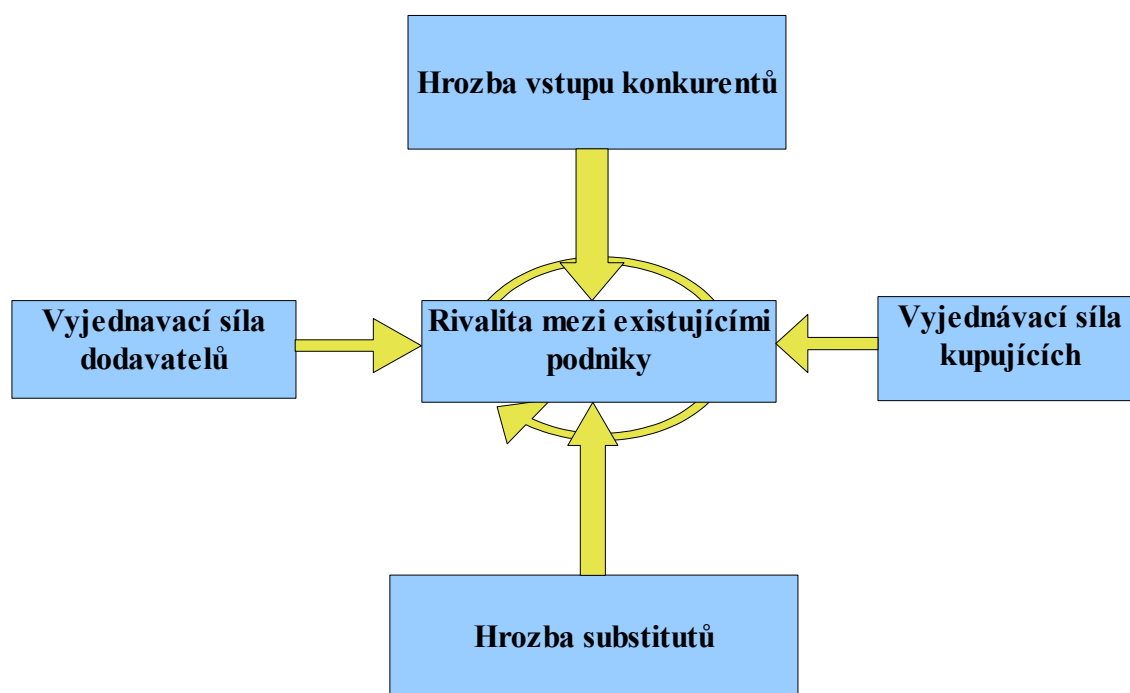 Hrozba vstupu konkurentů
Vyjednavací síla
dodavatelů
Rivalita mezi existujícími
podniky
Vyjednávací síla
kupujících
Hrozba substitutů